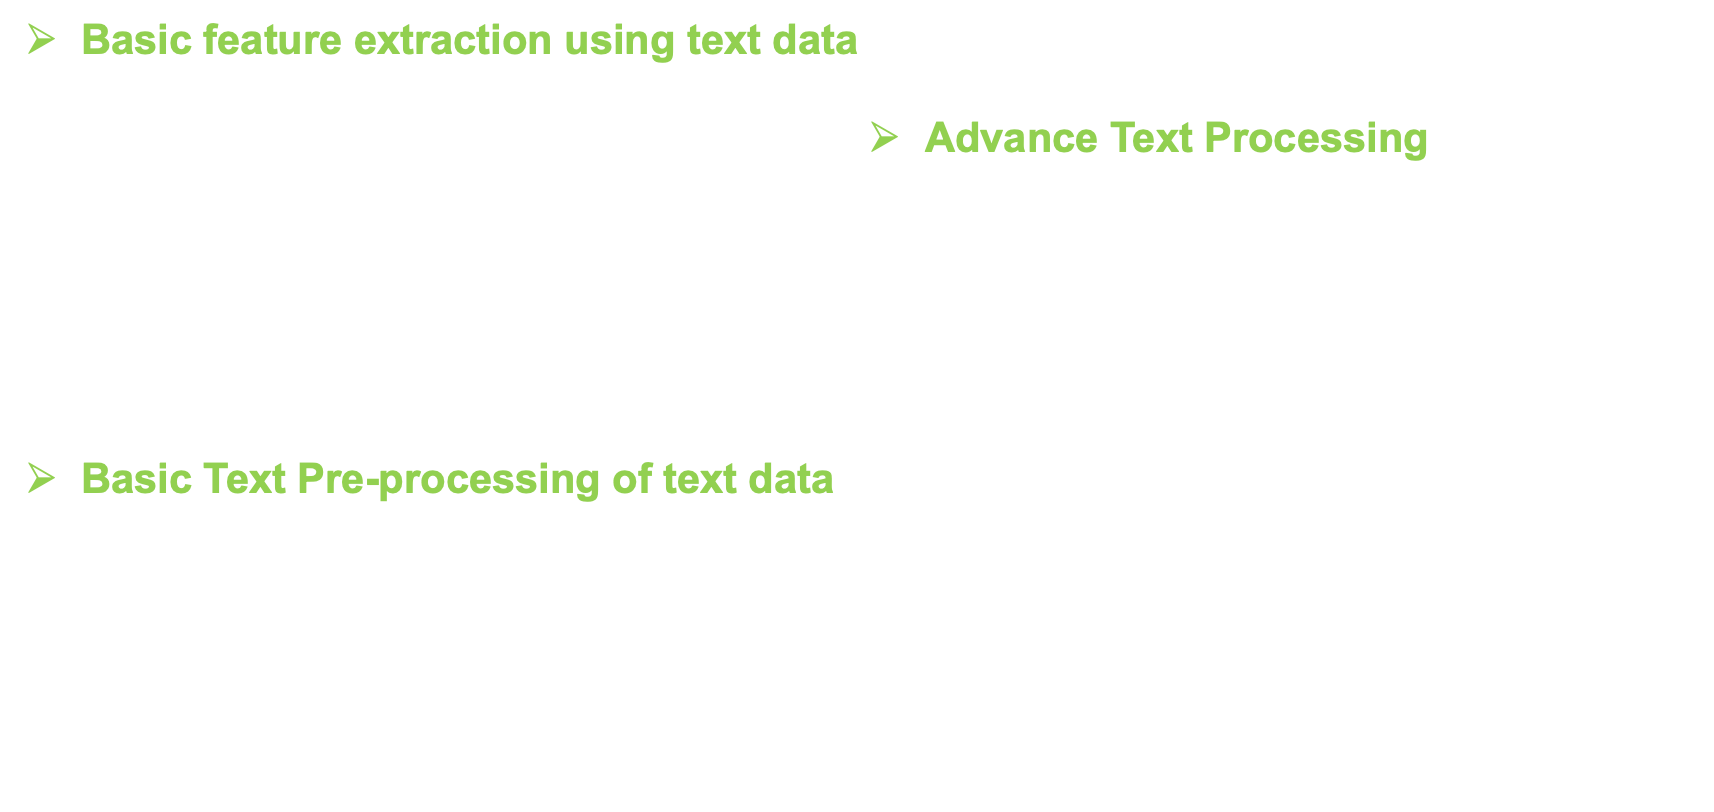 ➢ Basic feature extraction using text data
➢ Advance Text Processing
➢ Basic Text Pre-processing of text data